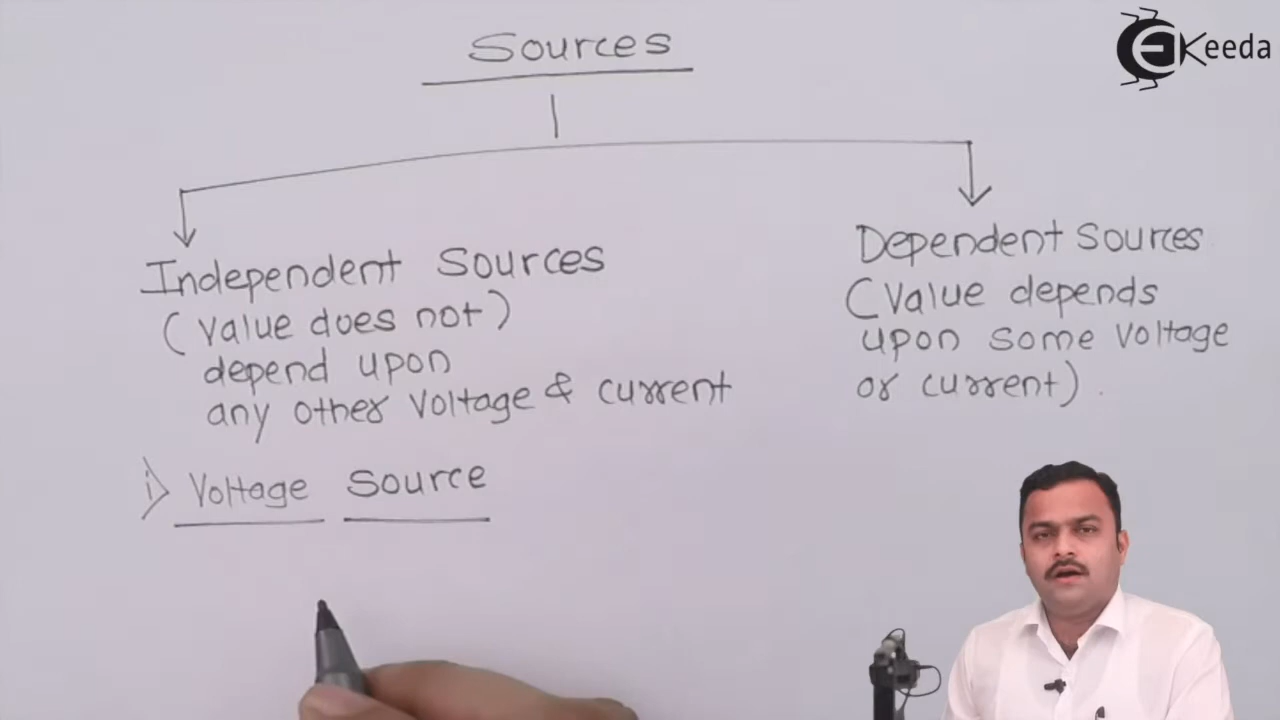 Sources
EKeeda
Independent Sources
(Value does not)
depend upon
any other Voltage & current
i) Voltage Source
Dependent Sources
(Value depends
upon some Voltage
or current).